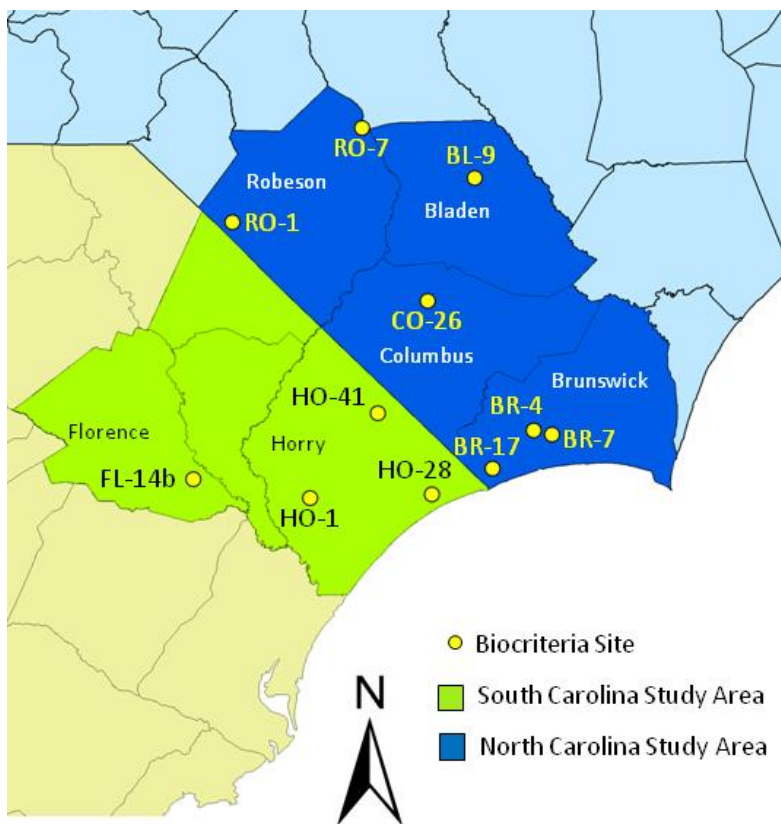 RO-7
BL-9
Robeson
Bladen
RO-1
CO-26
Columbus
Brunswick
HO-41
BR-4
Florence
Horry
BR-17
BR-7
FL-14b
HO-28
HO-1
Biocriteria Site
N
South Carolina Study Area
North Carolina Study Area